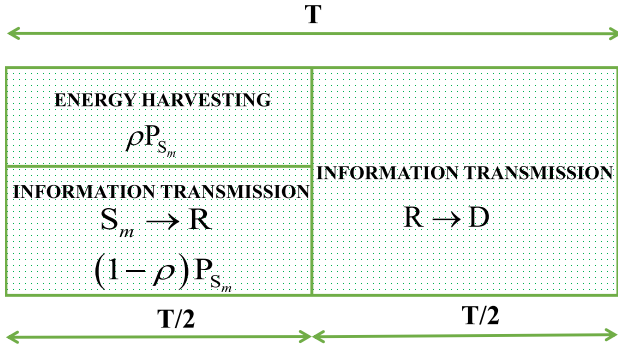 T
ENERGY HARVESTING
ρP_{S_m}
INFORMATION TRANSMISSION
S_m → R
(1 − ρ)P_{S_m}
INFORMATION TRANSMISSION
R → D
T/2
T/2